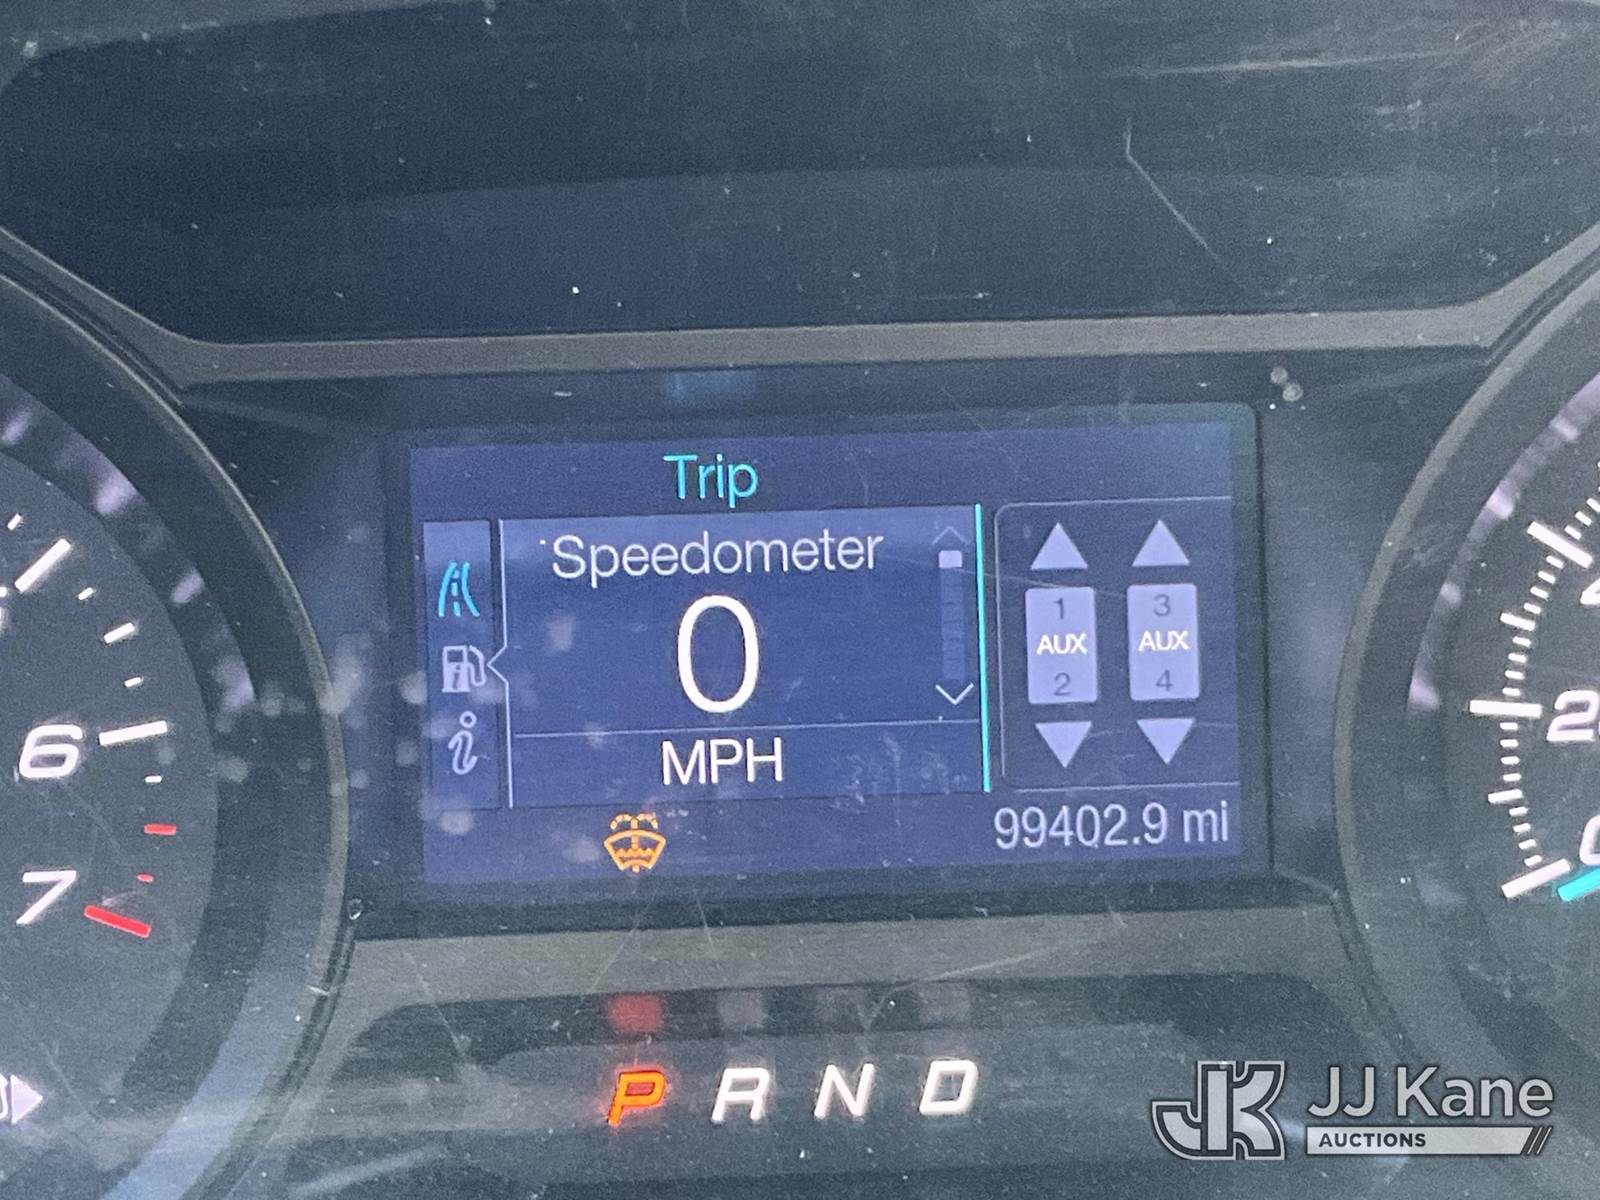 Trip
Speedometer
0
MPH
1 AUX 2
3 AUX 4
99402.9 mi
6
7
P R N D
JJ Kane
AUCTIONS